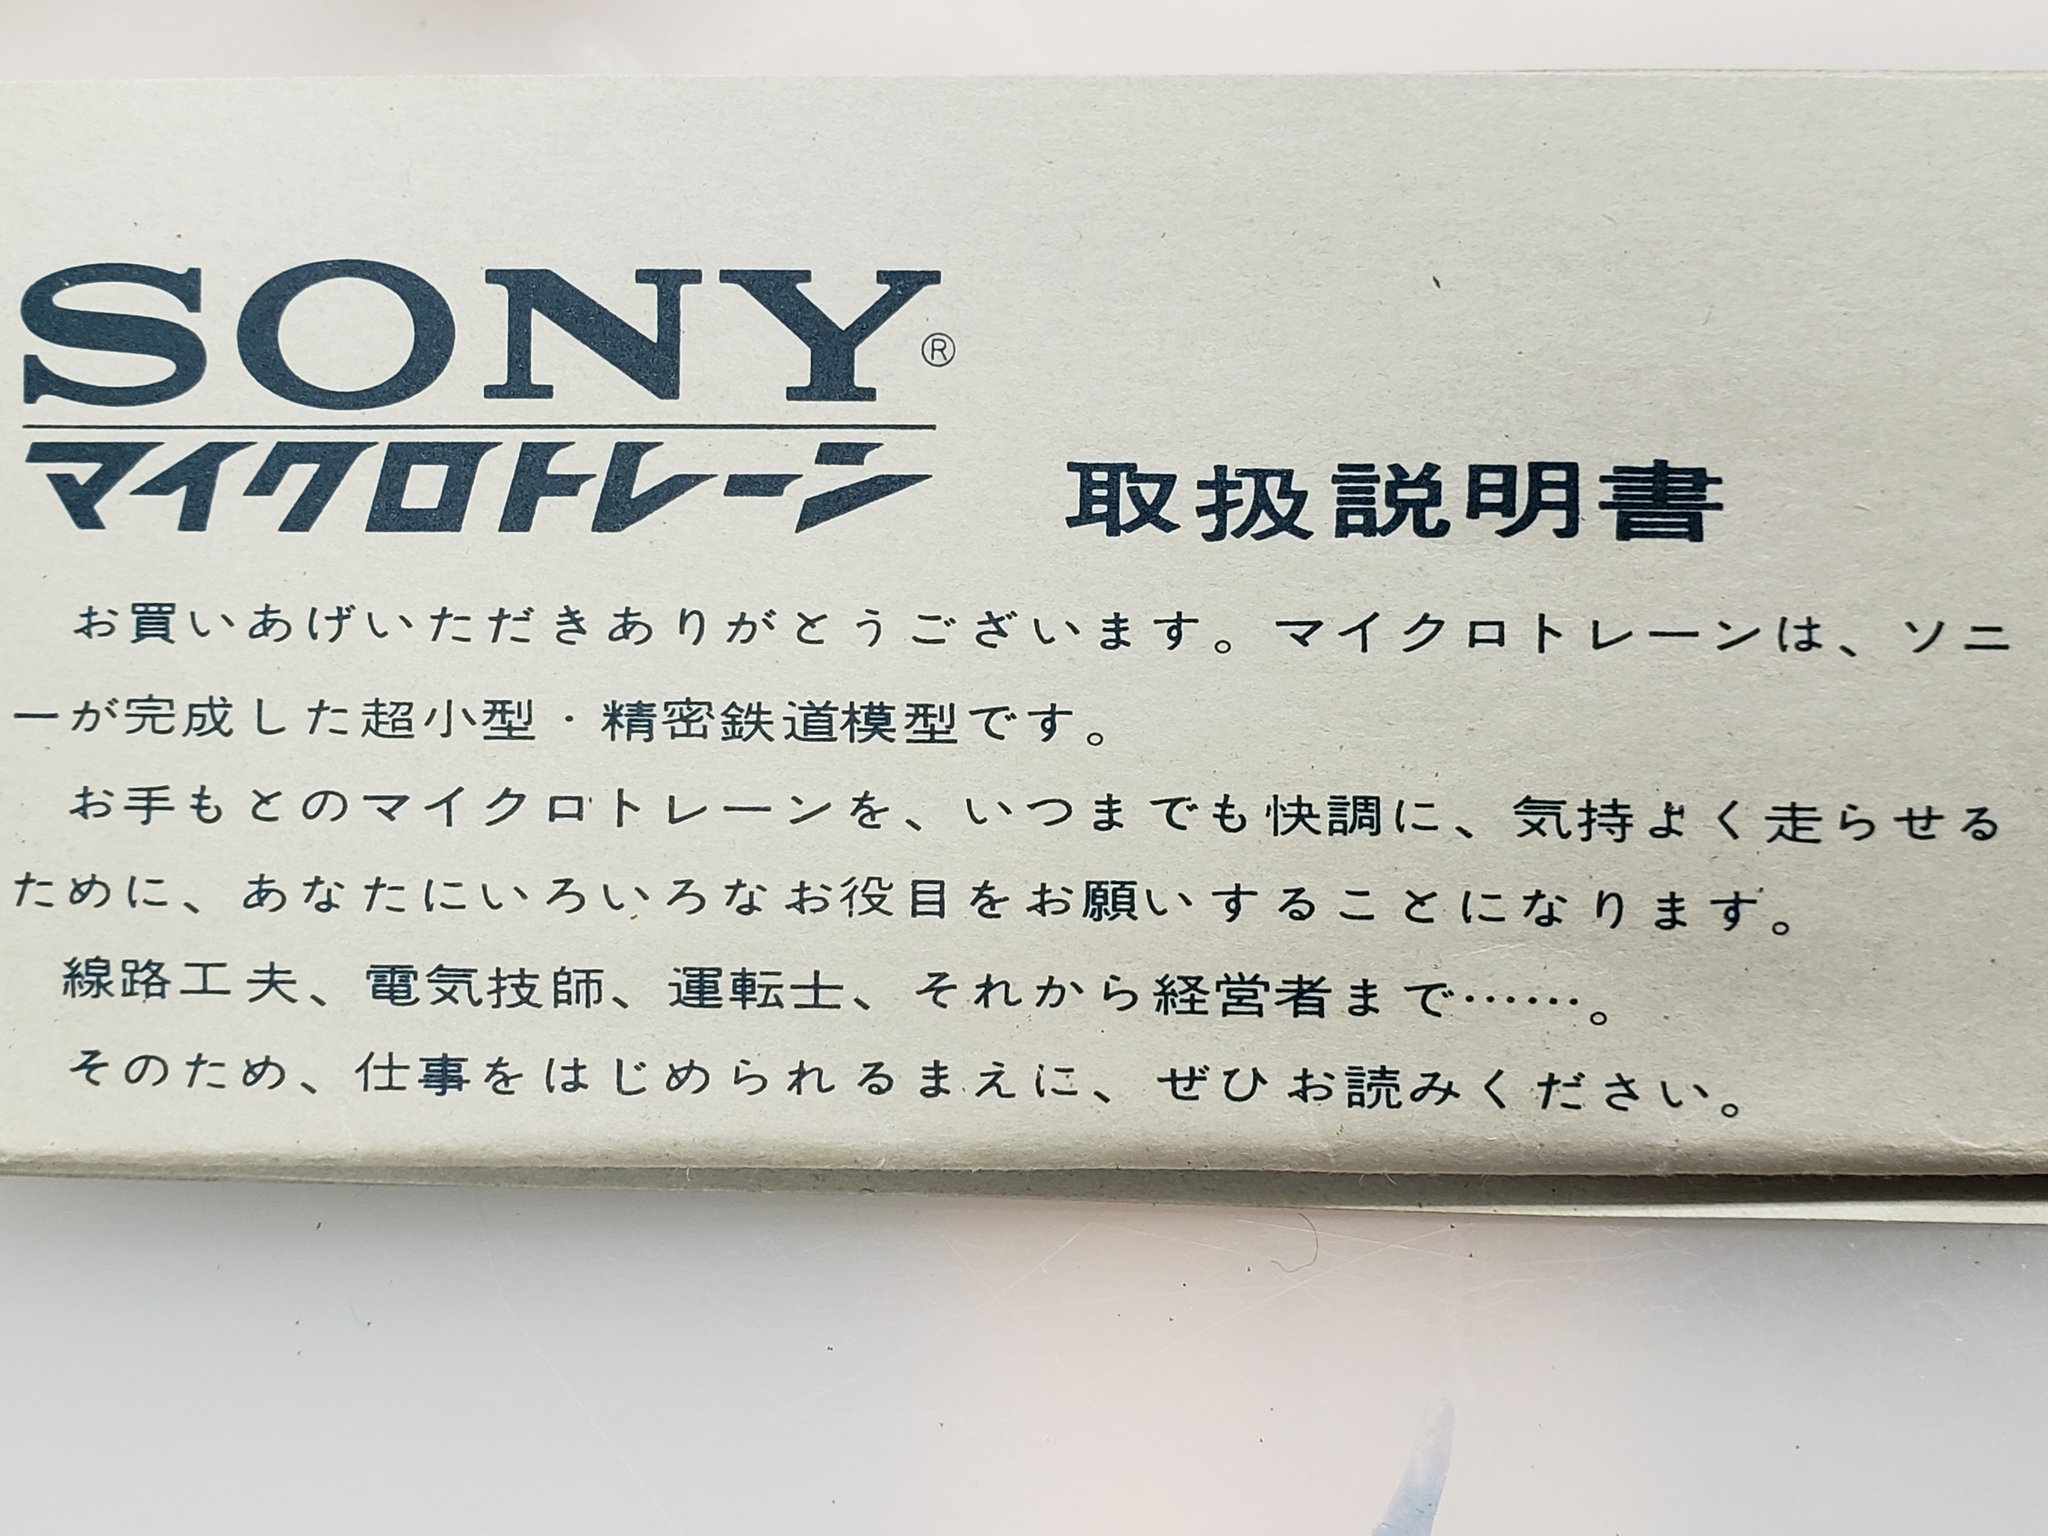 SONY®
マイクロトレーン 取扱説明書
お買いあげいただきありがとうございます。マイクロトレーンは、ソニ
ーが完成した超小型・精密鉄道模型です。
お手もとのマイクロトレーンを、いつまでも快調に、気持よく走らせる
ために、あなたにいろいろなお役目をお願いすることになります。
線路工夫、電気技師、運転士、それから経営者まで……。
そのため、仕事をはじめられるまえに、ぜひお読みください。